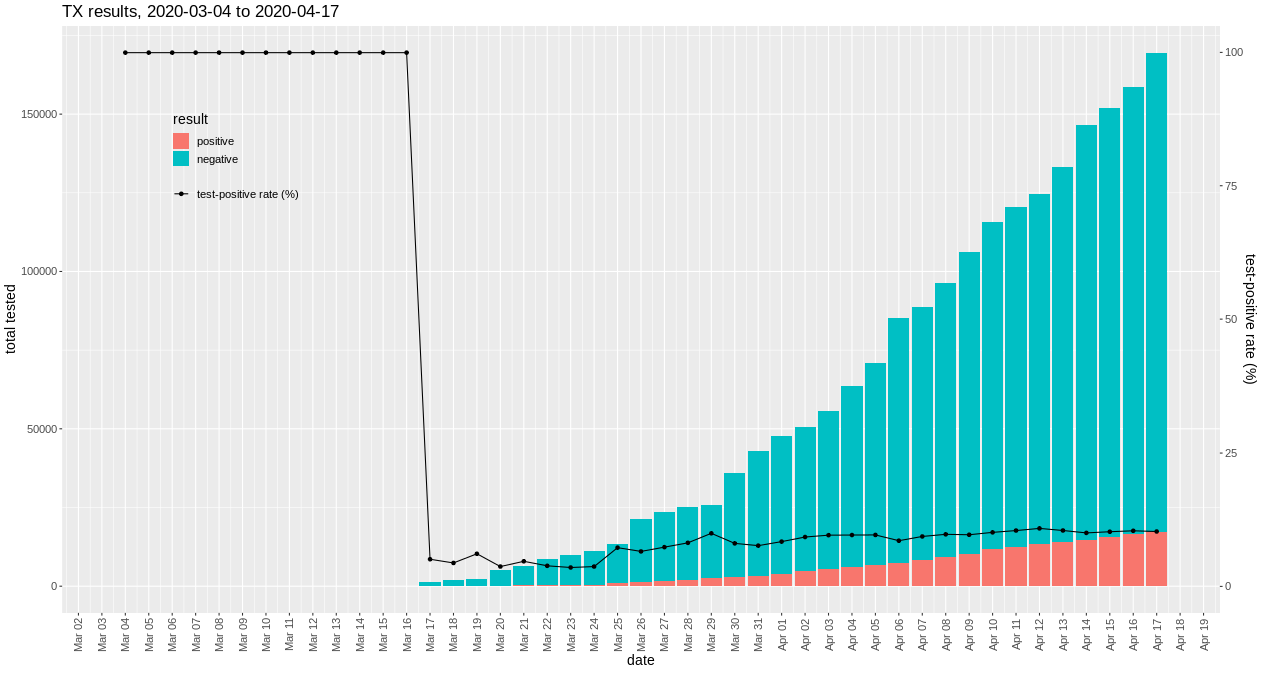 TX results, 2020-03-04 to 2020-04-17
100
result
150000
positive
negative
75
test-positive rate (%)
100000
test-positive rate (%)
total tested
50
50000
25
0
0
Mar 02 Mar 03 Mar 04 Mar 05 Mar 06 Mar 07 Mar 08 Mar 09 Mar 10 Mar 11 Mar 12 Mar 13 Mar 14 Mar 15 Mar 16 Mar 17 Mar 18 Mar 19 Mar 20 Mar 21 Mar 22 Mar 23 Mar 24 Mar 25 Mar 26 Mar 27 Mar 28 Mar 29 Mar 30 Mar 31 Apr 01 Apr 02 Apr 03 Apr 04 Apr 05 Apr 06 Apr 07 Apr 08 Apr 09 Apr 10 Apr 11 Apr 12 Apr 13 Apr 14 Apr 15 Apr 16 Apr 17 Apr 18 Apr 19
date